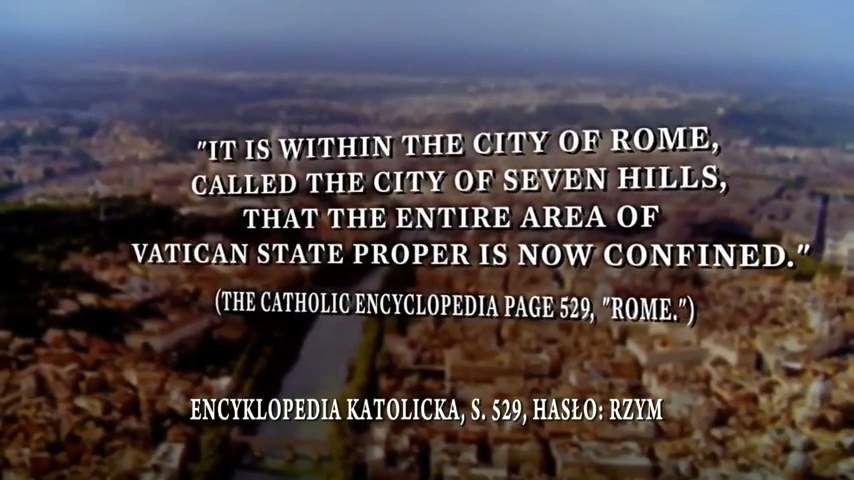 "IT IS WITHIN THE CITY OF ROME,
CALLED THE CITY OF SEVEN HILLS,
THAT THE ENTIRE AREA OF
VATICAN STATE PROPER IS NOW CONFINED."
(THE CATHOLIC ENCYCLOPEDIA PAGE 529, "ROME.")
ENCYKLOPEDIA KATOLICKA, S. 529, HASŁO: RZYM